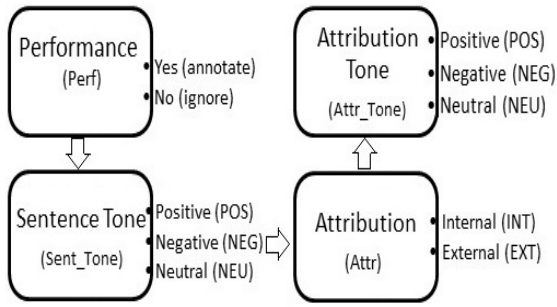 Performance
(Perf)
• Yes (annotate)
• No (ignore)
Sentence Tone
(Sent_Tone)
• Positive (POS)
• Negative (NEG)
• Neutral (NEU)
Attribution
(Attr)
• Internal (INT)
• External (EXT)
Attribution
Tone
(Attr_Tone)
• Positive (POS)
• Negative (NEG)
• Neutral (NEU)